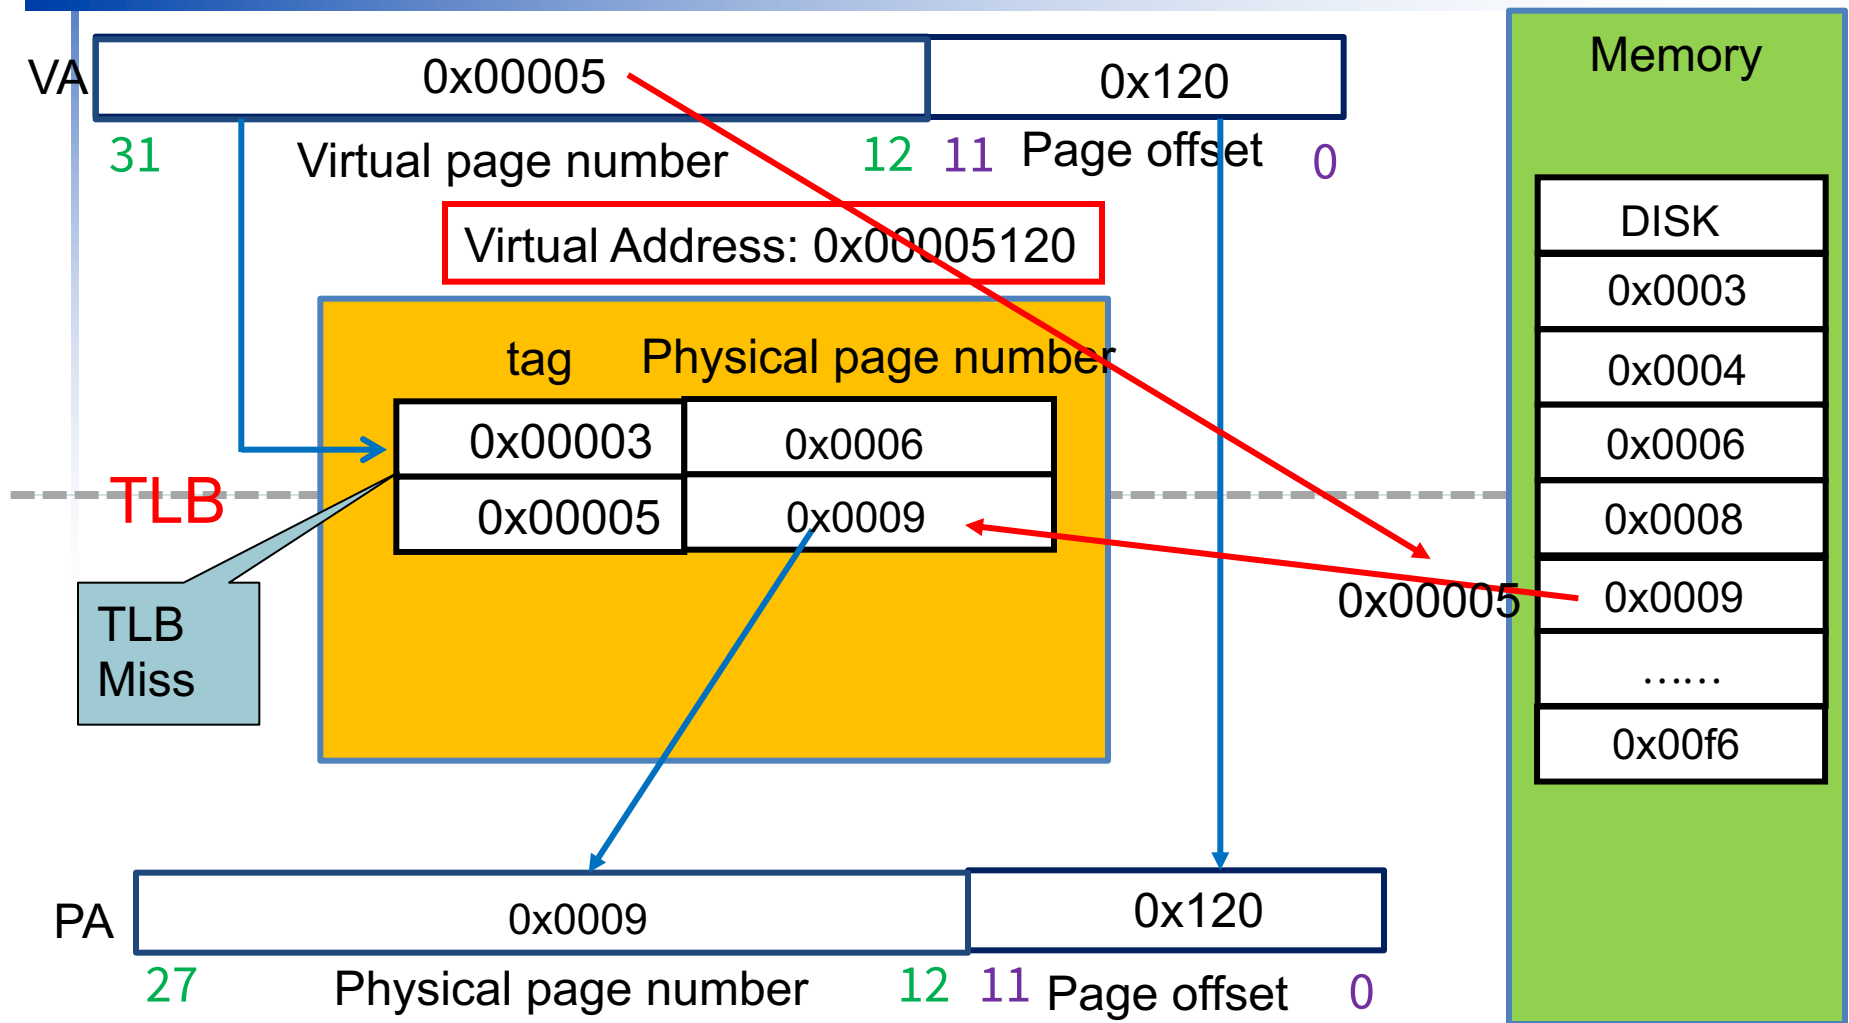 VA
0x00005
0x120
31
Virtual page number
12
11
Page offset
0
Virtual Address: 0x00005120
tag
Physical page number
0x00003
0x0006
0x00005
0x0009
TLB
TLB
Miss
Memory
DISK
0x0003
0x0004
0x0006
0x0008
0x00005
0x0009
......
0x00f6
PA
0x0009
0x120
27
Physical page number
12
11
Page offset
0